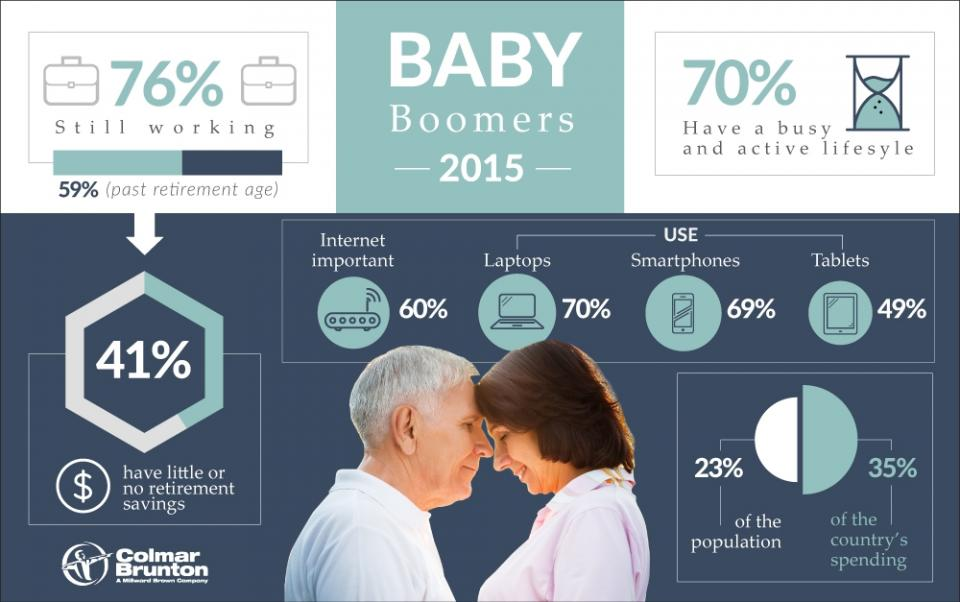 76%
Still working
59% (past retirement age)
BABY
Boomers
2015
70%
Have a busy
and active lifesyle
41%
have little or
no retirement
savings
Internet
important
60%
USE
Laptops
70%
Smartphones
69%
Tablets
49%
23%
of the
population
35%
of the
country's
spending
$
Colmar
Brunton
A Millward Brown Company